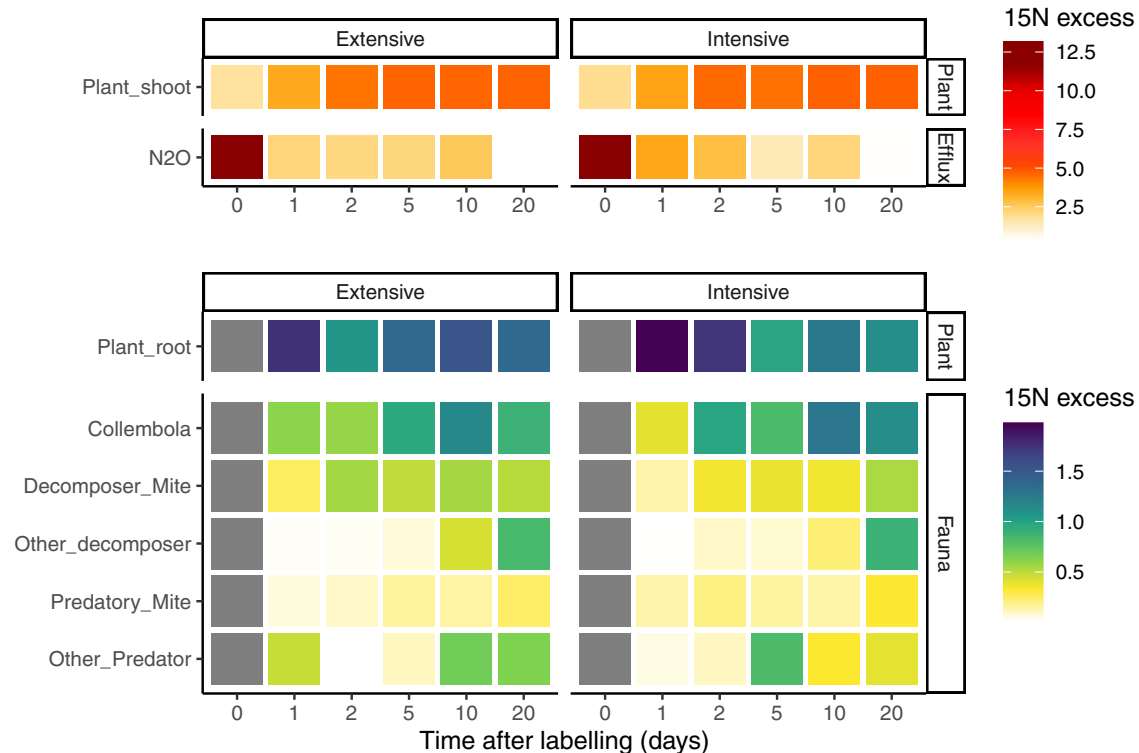 15N excess
Extensive Intensive
Plant_shoot
Plant
12.5
10.0
7.5
5.0
2.5
N2O
Efflux
0 1 2 5 10 20 0 1 2 5 10 20
Extensive Intensive
Plant_root
Plant
15N excess
Collembola
Decomposer_Mite
Other_decomposer
Predatory_Mite
Other_Predator
Fauna
1.5
1.0
0.5
0 1 2 5 10 20 0 1 2 5 10 20
Time after labelling (days)